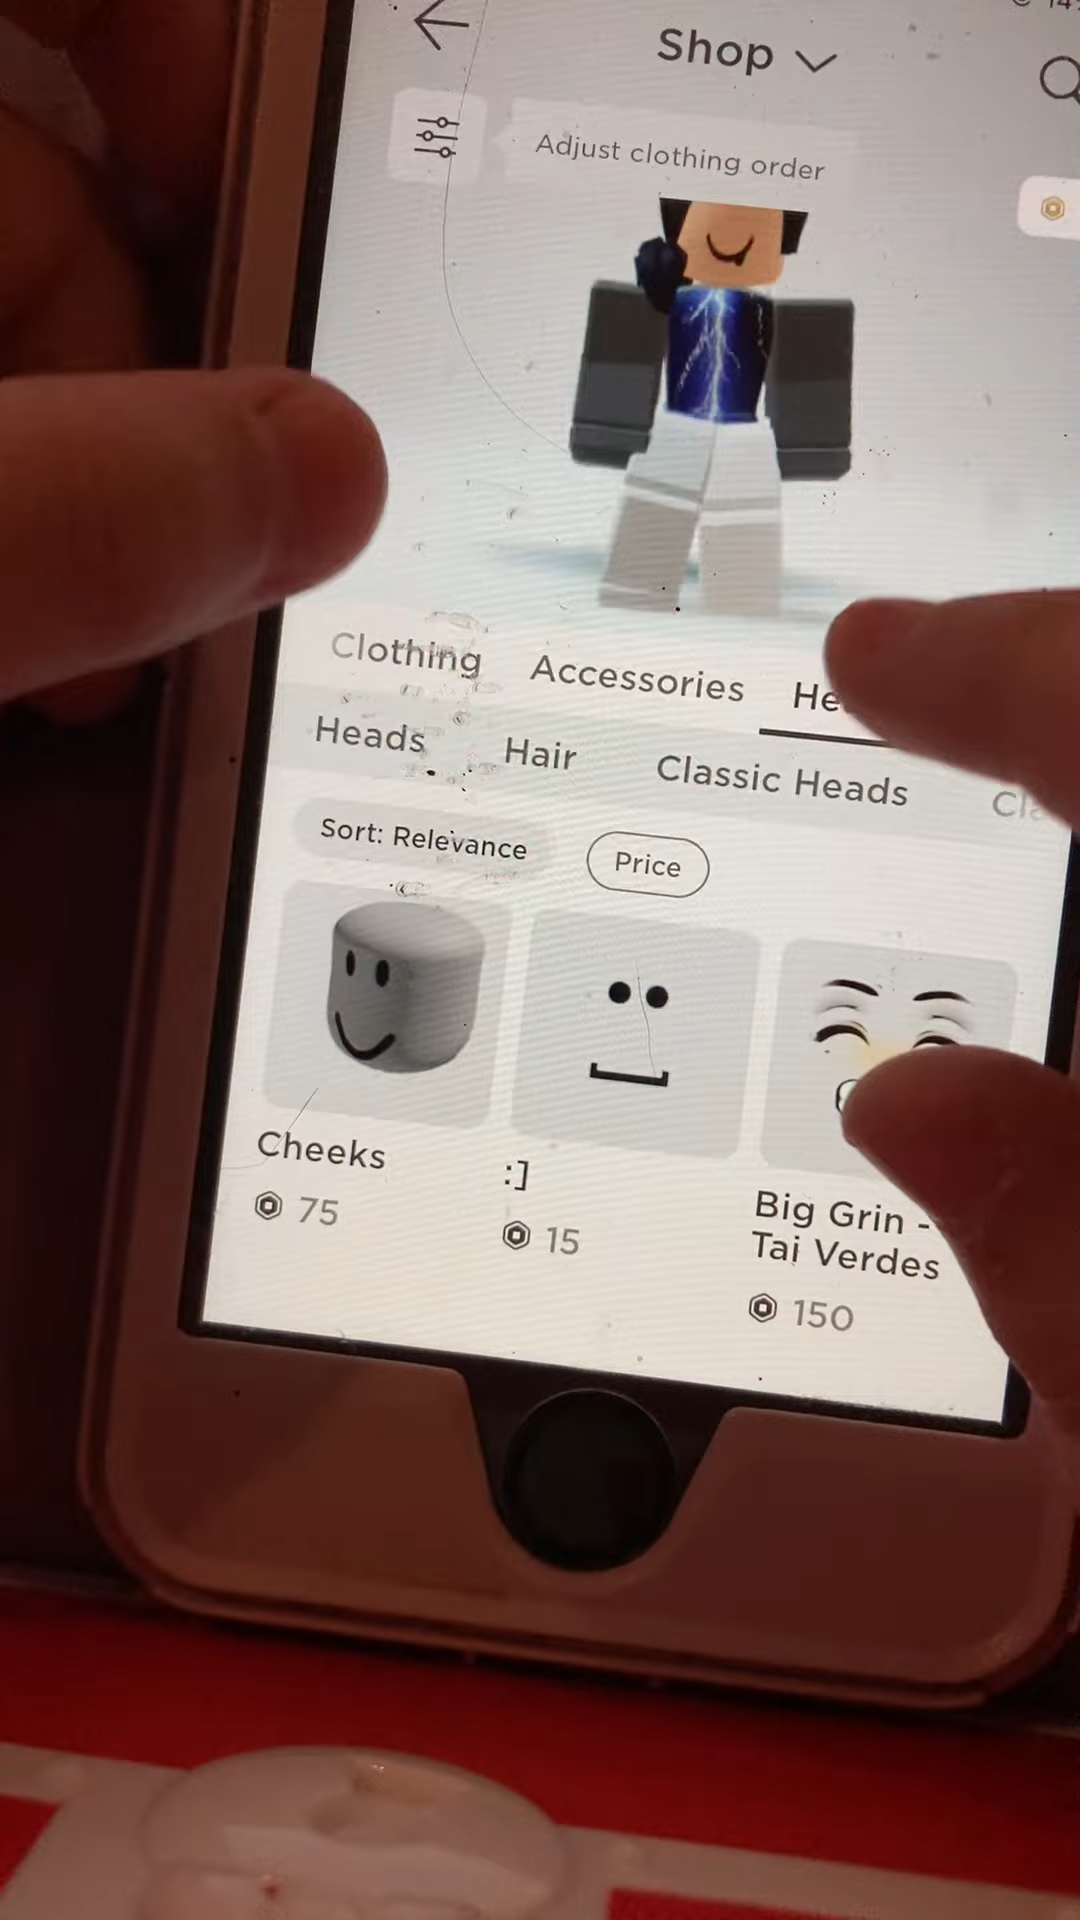 Shop
Adjust clothing order
Clothing Accessories
Heads Hair Classic Heads
Sort: Relevance Price
Cheeks
75
:]
15
Big Grin -
Tai Verdes
150